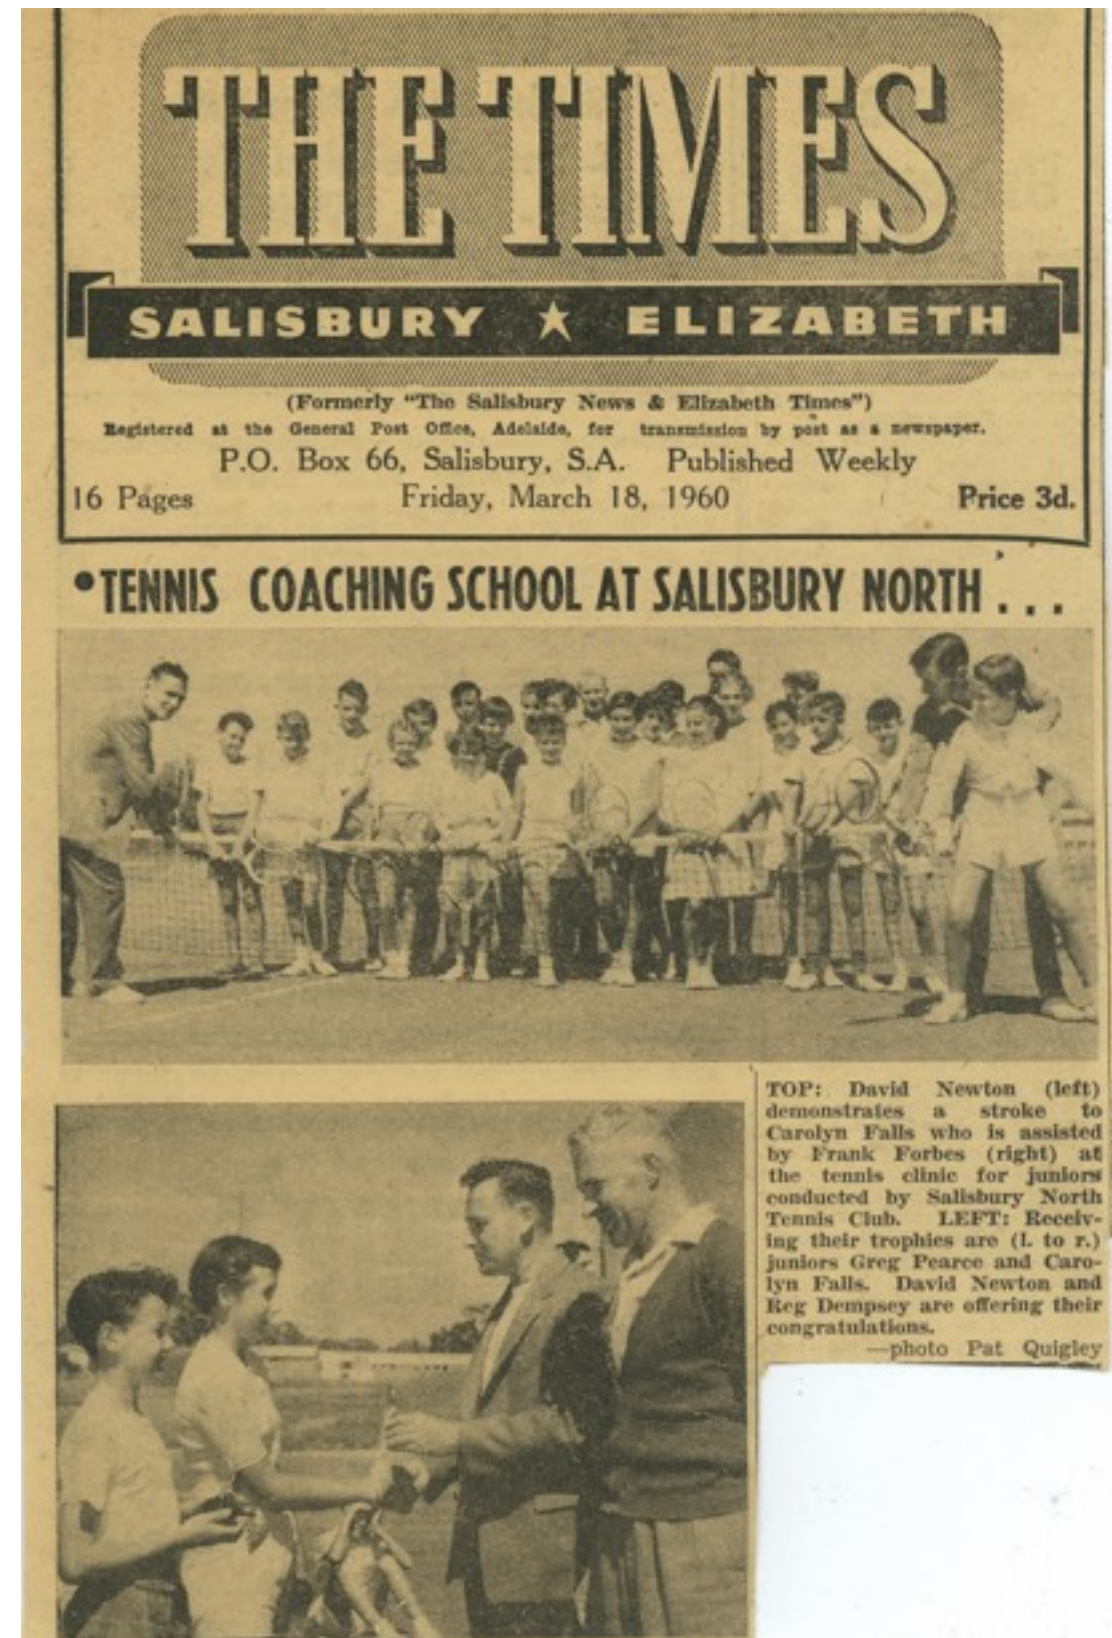 THE TIMES
SALISBURY ★ ELIZABETH
(Formerly "The Salisbury News & Elizabeth Times")
Registered at the General Post Office, Adelaide, for transmission by post as a newspaper.
P.O. Box 66, Salisbury, S.A. Published Weekly
16 Pages Friday, March 18, 1960 Price 3d.
•TENNIS COACHING SCHOOL AT SALISBURY NORTH . . .
TOP: David Newton (left)
demonstrates a stroke to
Carolyn Falls who is assisted
by Frank Forbes (right) at
the tennis clinic for juniors
conducted by Salisbury North
Tennis Club. LEFT: Receiv-
ing their trophies are (l. to r.)
juniors Greg Pearce and Caro-
lyn Falls. David Newton and
Reg Dempsey are offering their
congratulations.
—photo Pat Quigley